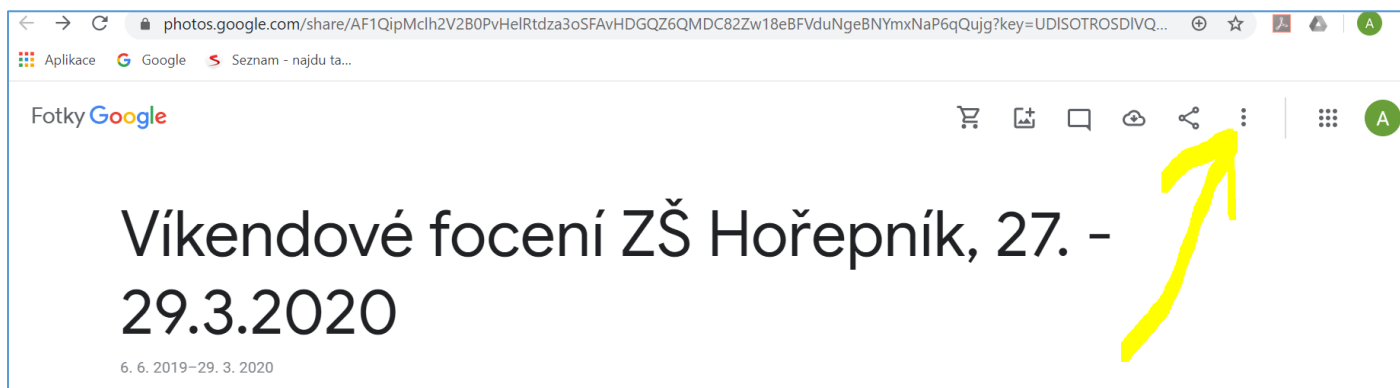 photos.google.com/share/AF1QipMclh2V2B0PvHelRtdza3oSFAvHDGQZ6QMDC82Zw18eBFVduNgeBNYmxNaP6qQujg?key=UDlSOTROSDlVQ...
A
Aplikace G Google Seznam - najdu ta...
Fotky Google
A
Víkendové focení ZŠ Hořepník, 27. -
29.3.2020
6. 6. 2019–29. 3. 2020